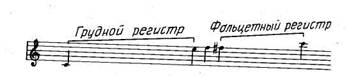 Грудной регистр
Фальцетный регистр